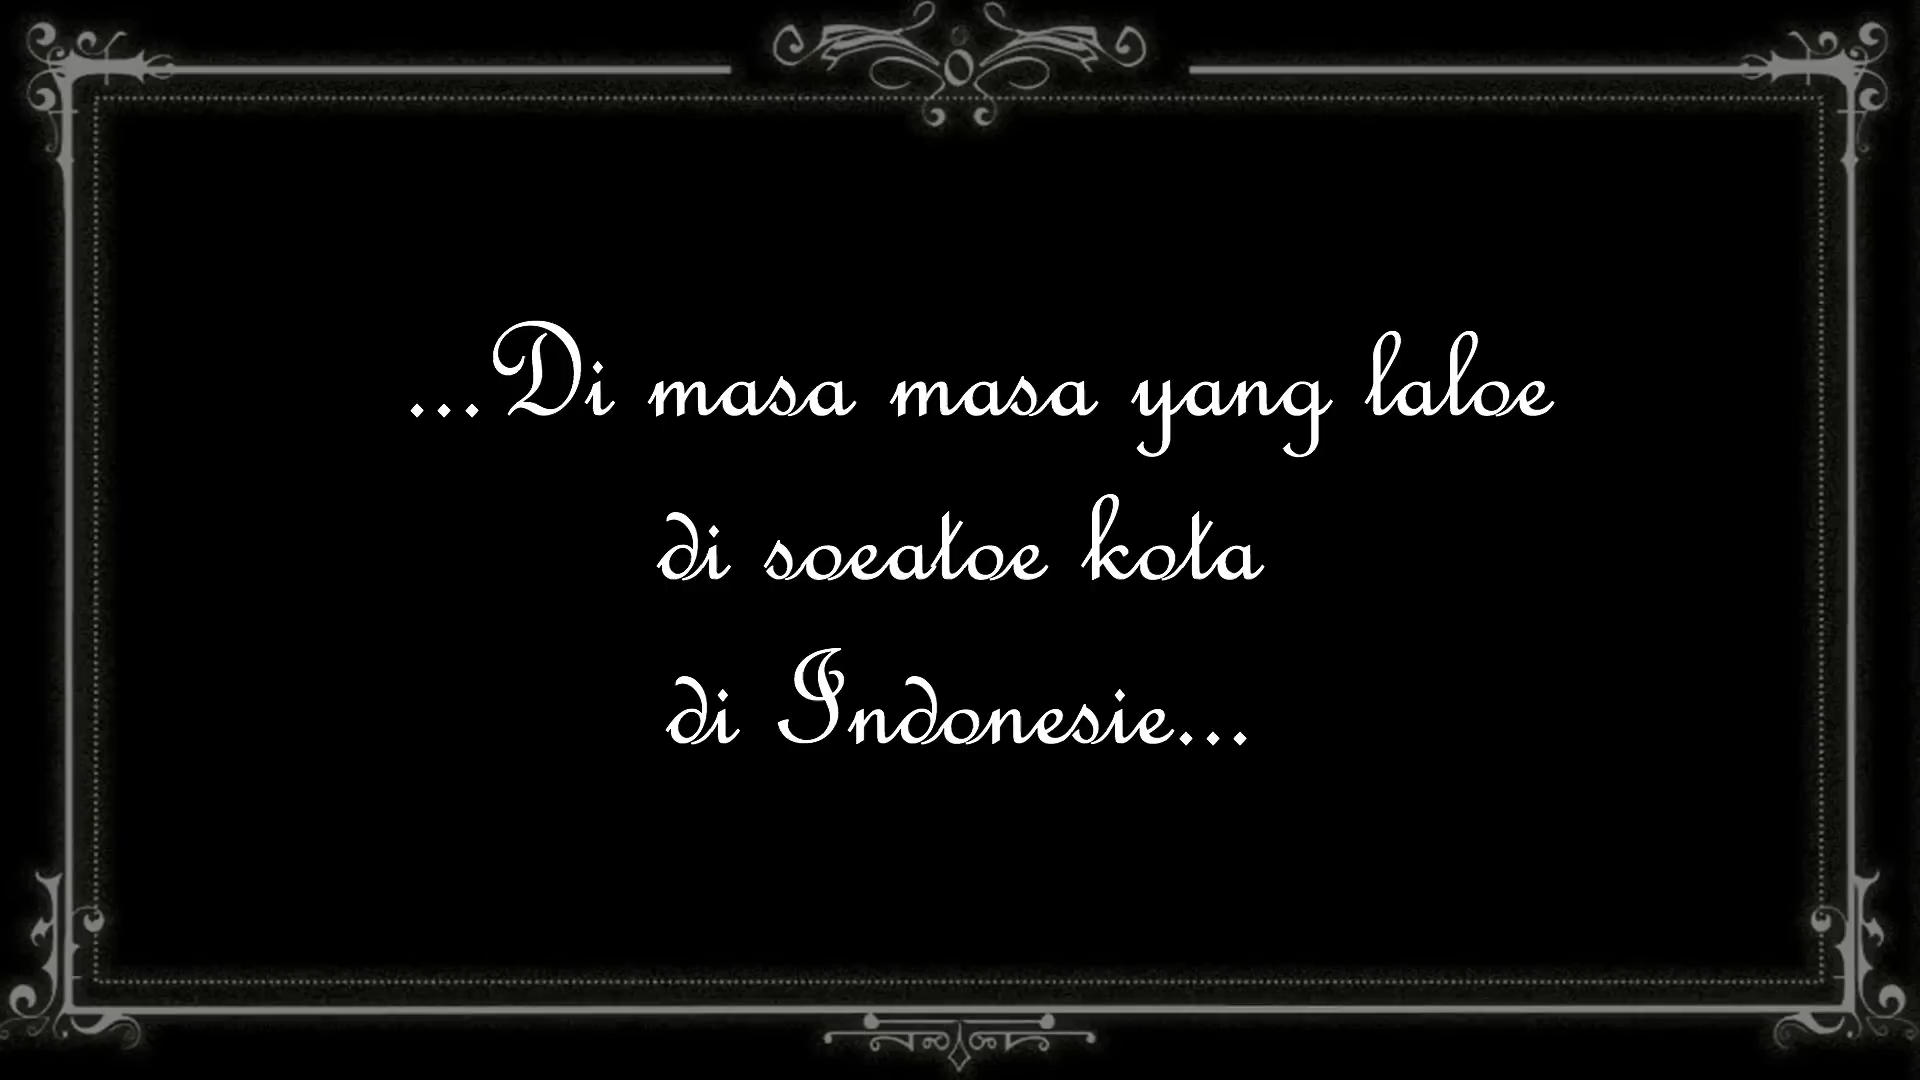 ...Di masa masa yang laloe
di soeatoe kota
di Indonesie...